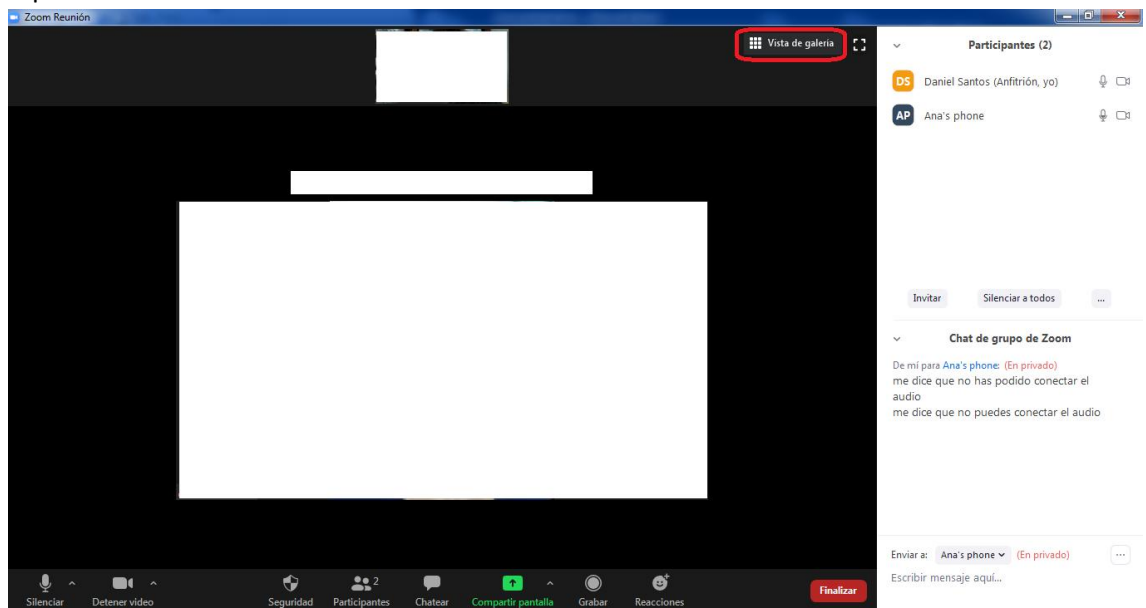 Zoom Reunión
Vista de galería
Participantes (2)
DS Daniel Santos (Anfitrión, yo)
AP Ana's phone
Invitar Silenciar a todos ...
Chat de grupo de Zoom
De mí para Ana's phone: (En privado)
me dice que no has podido conectar el
audio
me dice que no puedes conectar el audio
Enviar a: Ana's phone (En privado) ...
Escribir mensaje aquí...
Silenciar Detener video Seguridad Participantes 2 Chatear Compartir pantalla Grabar Reacciones Finalizar